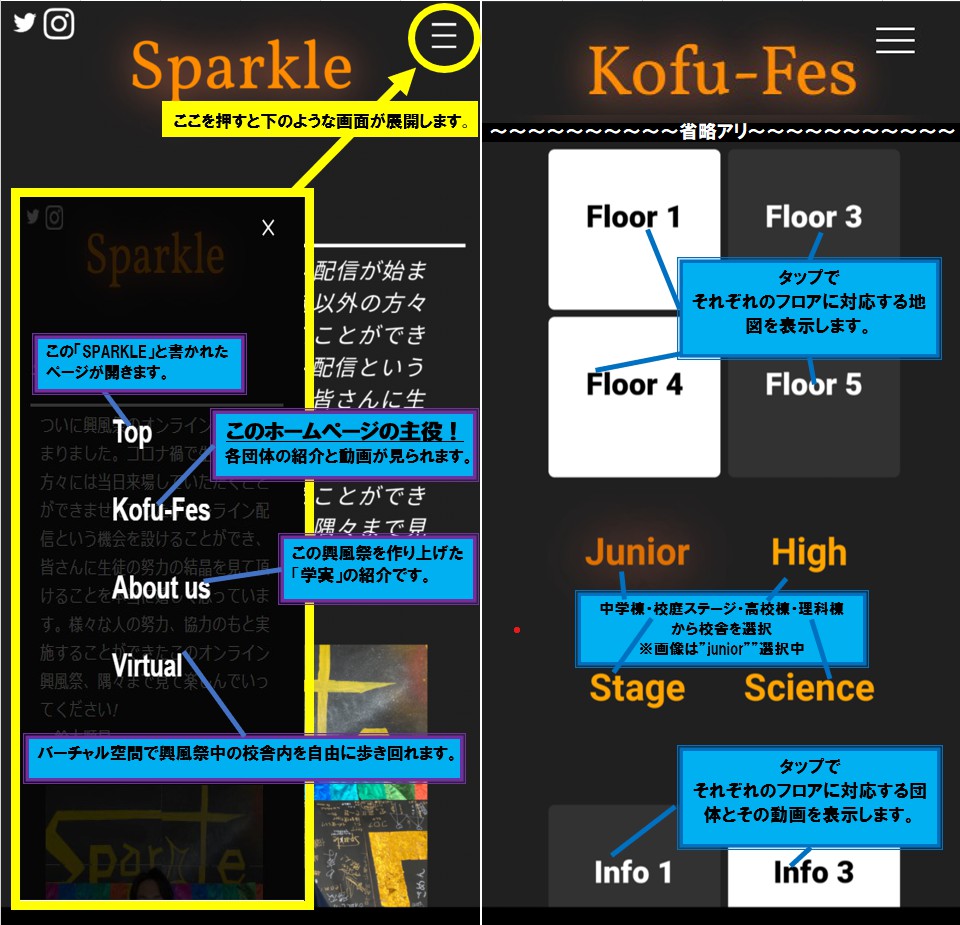 Sparkle
ここを押すと下のような画面が展開します。
Sparkle
X
この「SPARKLE」と書かれた
ページが開きます。
Top
このホームページの主役！
各団体の紹介と動画が見られます。
Kofu-Fes
この興風祭を作り上げた
「学実」の紹介です。
About us
Virtual
バーチャル空間で興風祭中の校舎内を自由に歩き回れます。
ついに興風祭のオンライン
まりました。コロナ禍で
方々には当日来場していただくこと
ができませ
ライン配
信という機会を設けることができ、
皆さんに生徒の努力の結晶を見て頂
けることを
思っていま
す。様々な人の努力、協力のもと実
施することができたこのオンライン
興風祭、隅々まで見て楽しんでいっ
てください!
配信が始ま
以外の方々
ことができ
配信という
皆さんに生
ことができ
隅々まで見
Sparkle
Kofu-Fes
～～～～～～～～～～省略アリ～～～～～～～～～～～
Floor 1
Floor 3
タップで
それぞれのフロアに対応する地
図を表示します。
Floor 4
Floor 5
Junior
High
中学棟・校庭ステージ・高校棟・理科棟
から校舎を選択
※画像は”junior””選択中
Stage
Science
タップで
それぞれのフロアに対応する団
体とその動画を表示します。
Info 1
Info 3